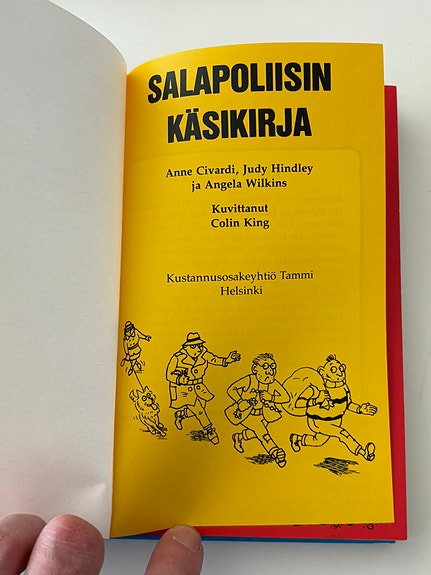 SALAPOLIISIN
KÄSIKIRJA
Anne Civardi, Judy Hindley
ja Angela Wilkins
Kuvittanut
Colin King
Kustannusosakeyhtiö Tammi
Helsinki